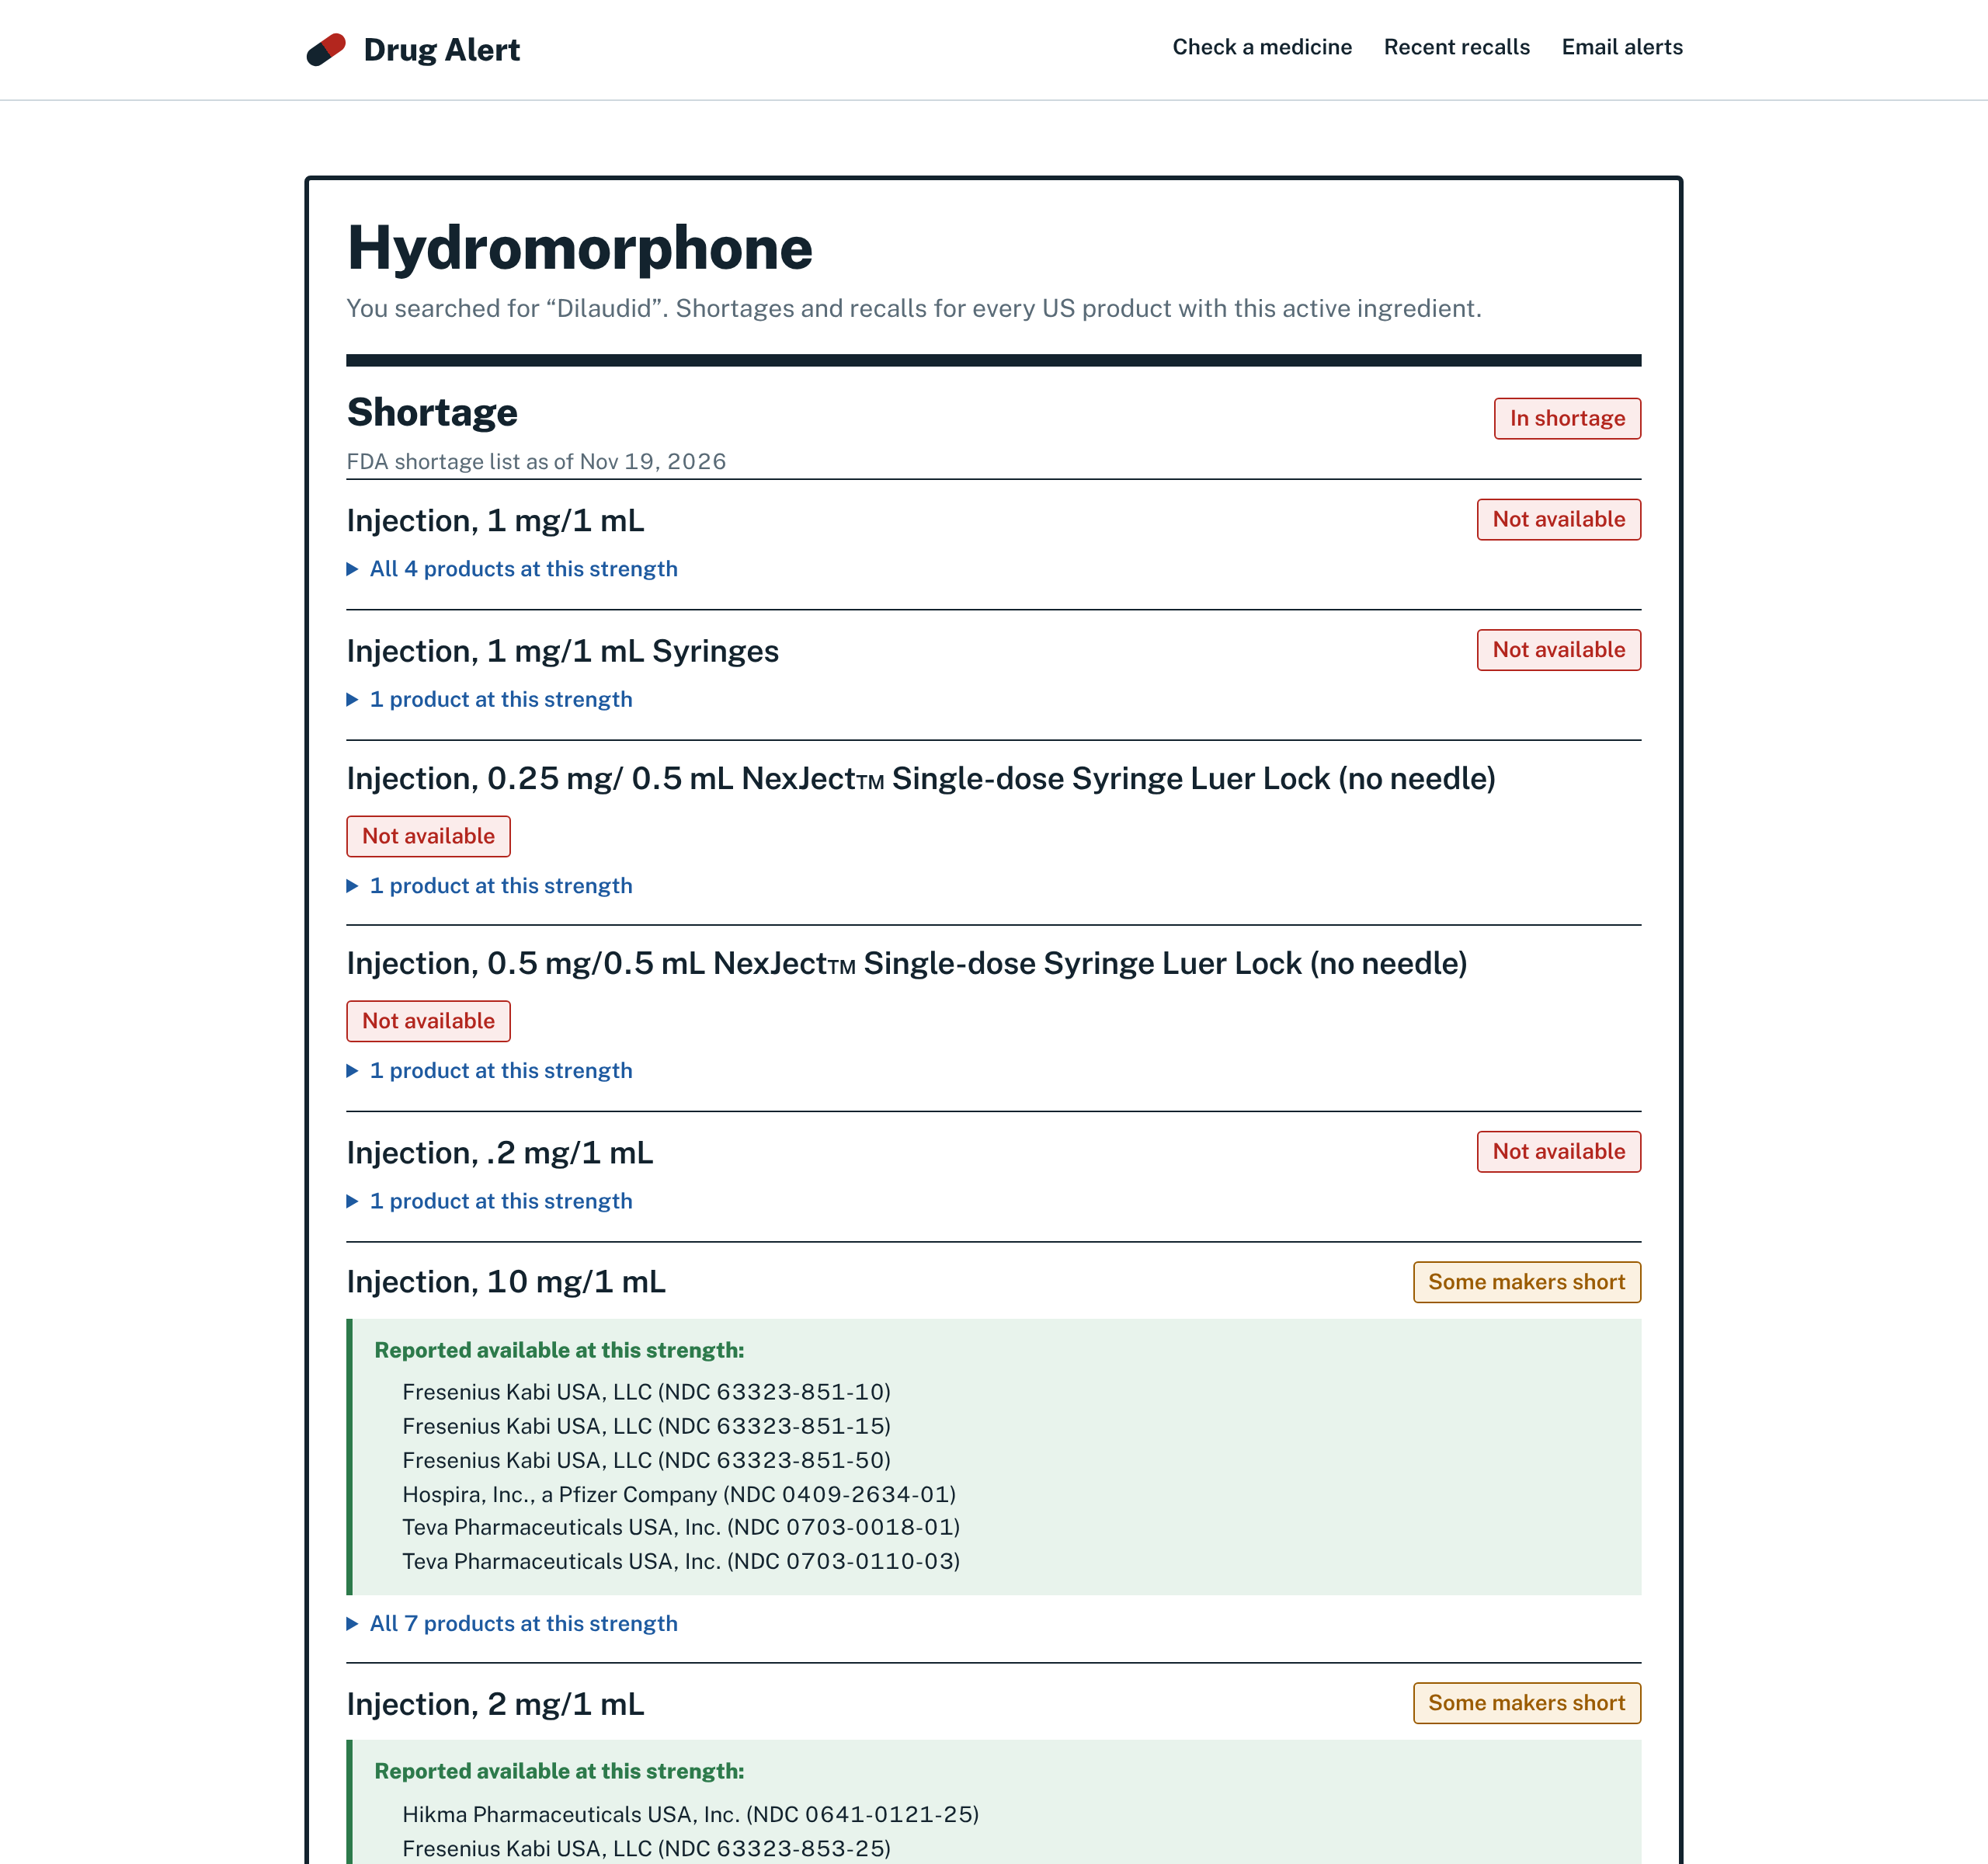 Drug Alert
Check a medicine
Recent recalls
Email alerts
Hydromorphone
You searched for “Dilaudid”. Shortages and recalls for every US product with this active ingredient.
Shortage
In shortage
FDA shortage list as of Nov 19, 2026
Injection, 1 mg/1 mL
Not available
All 4 products at this strength
Injection, 1 mg/1 mL Syringes
Not available
1 product at this strength
Injection, 0.25 mg/ 0.5 mL NexJect™ Single-dose Syringe Luer Lock (no needle)
Not available
1 product at this strength
Injection, 0.5 mg/0.5 mL NexJect™ Single-dose Syringe Luer Lock (no needle)
Not available
1 product at this strength
Injection, .2 mg/1 mL
Not available
1 product at this strength
Injection, 10 mg/1 mL
Some makers short
Reported available at this strength:
Fresenius Kabi USA, LLC (NDC 63323-851-10)
Fresenius Kabi USA, LLC (NDC 63323-851-15)
Fresenius Kabi USA, LLC (NDC 63323-851-50)
Hospira, Inc., a Pfizer Company (NDC 0409-2634-01)
Teva Pharmaceuticals USA, Inc. (NDC 0703-0018-01)
Teva Pharmaceuticals USA, Inc. (NDC 0703-0110-03)
All 7 products at this strength
Injection, 2 mg/1 mL
Some makers short
Reported available at this strength:
Hikma Pharmaceuticals USA, Inc. (NDC 0641-0121-25)
Fresenius Kabi USA, LLC (NDC 63323-853-25)